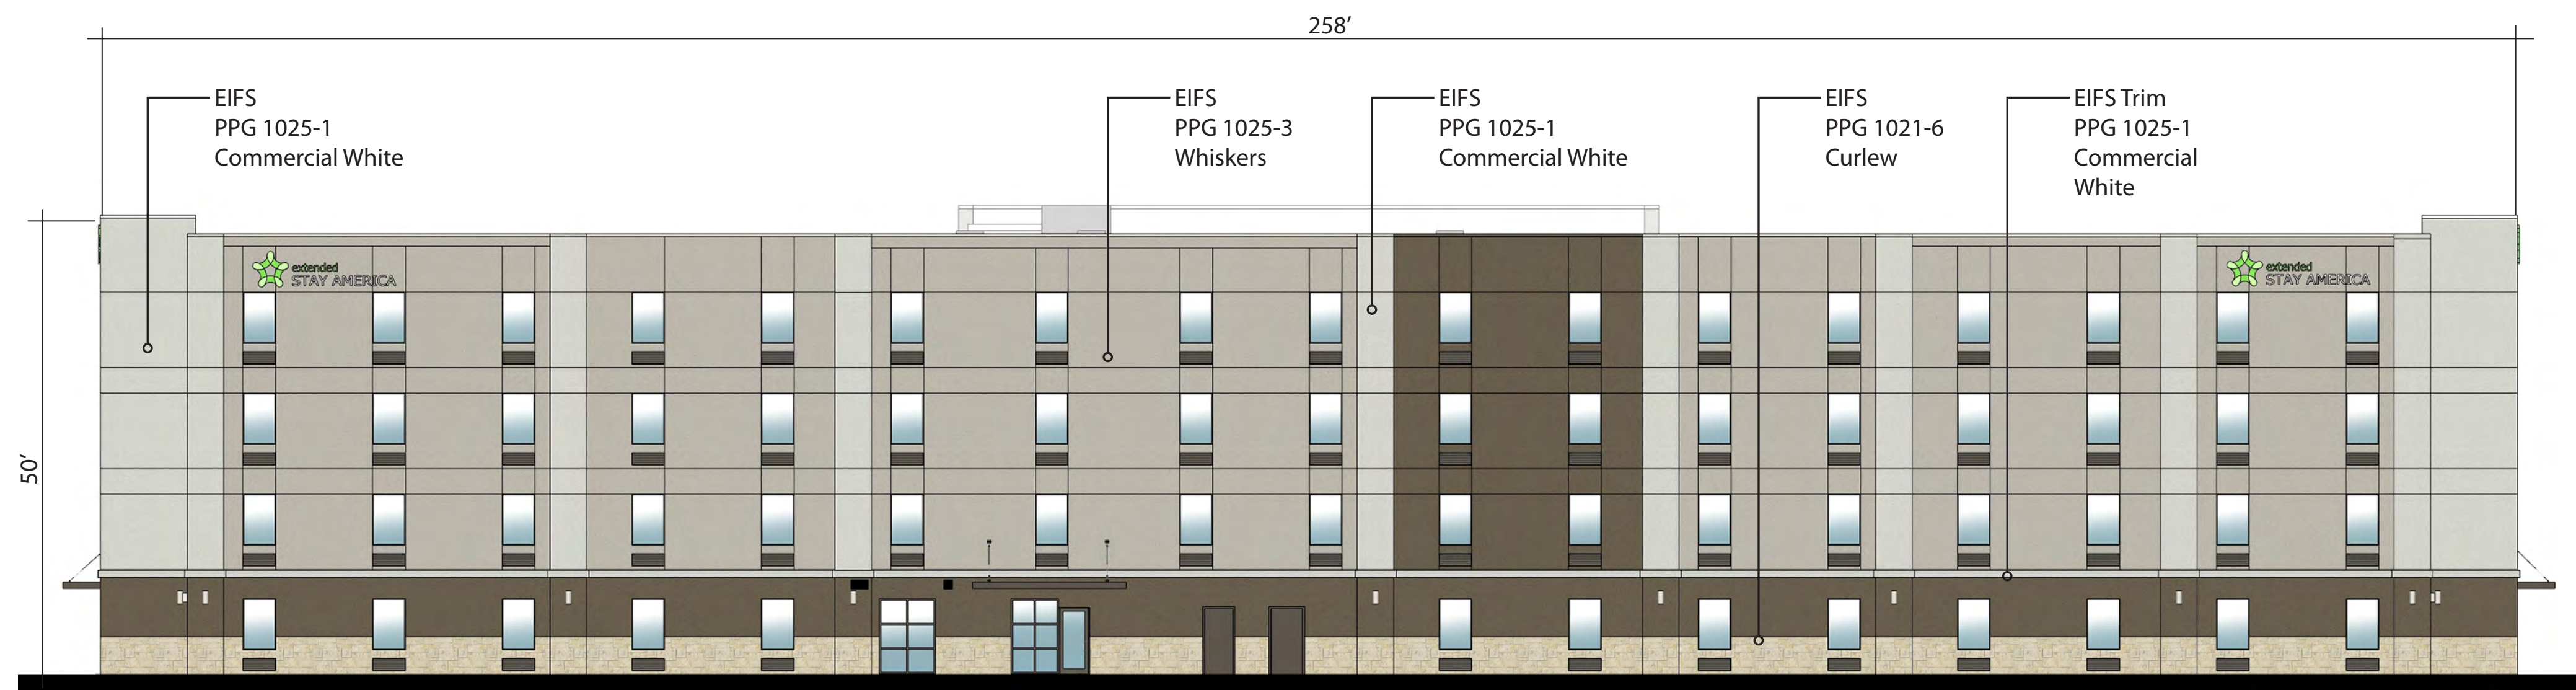 258’
EIFS
PPG 1025-1
Commercial White
EIFS
PPG 1025-3
Whiskers
EIFS
PPG 1025-1
Commercial White
EIFS
PPG 1021-6
Curlew
EIFS Trim
PPG 1025-1
Commercial
White
50’
extended
STAY AMERICA
extended
STAY AMERICA